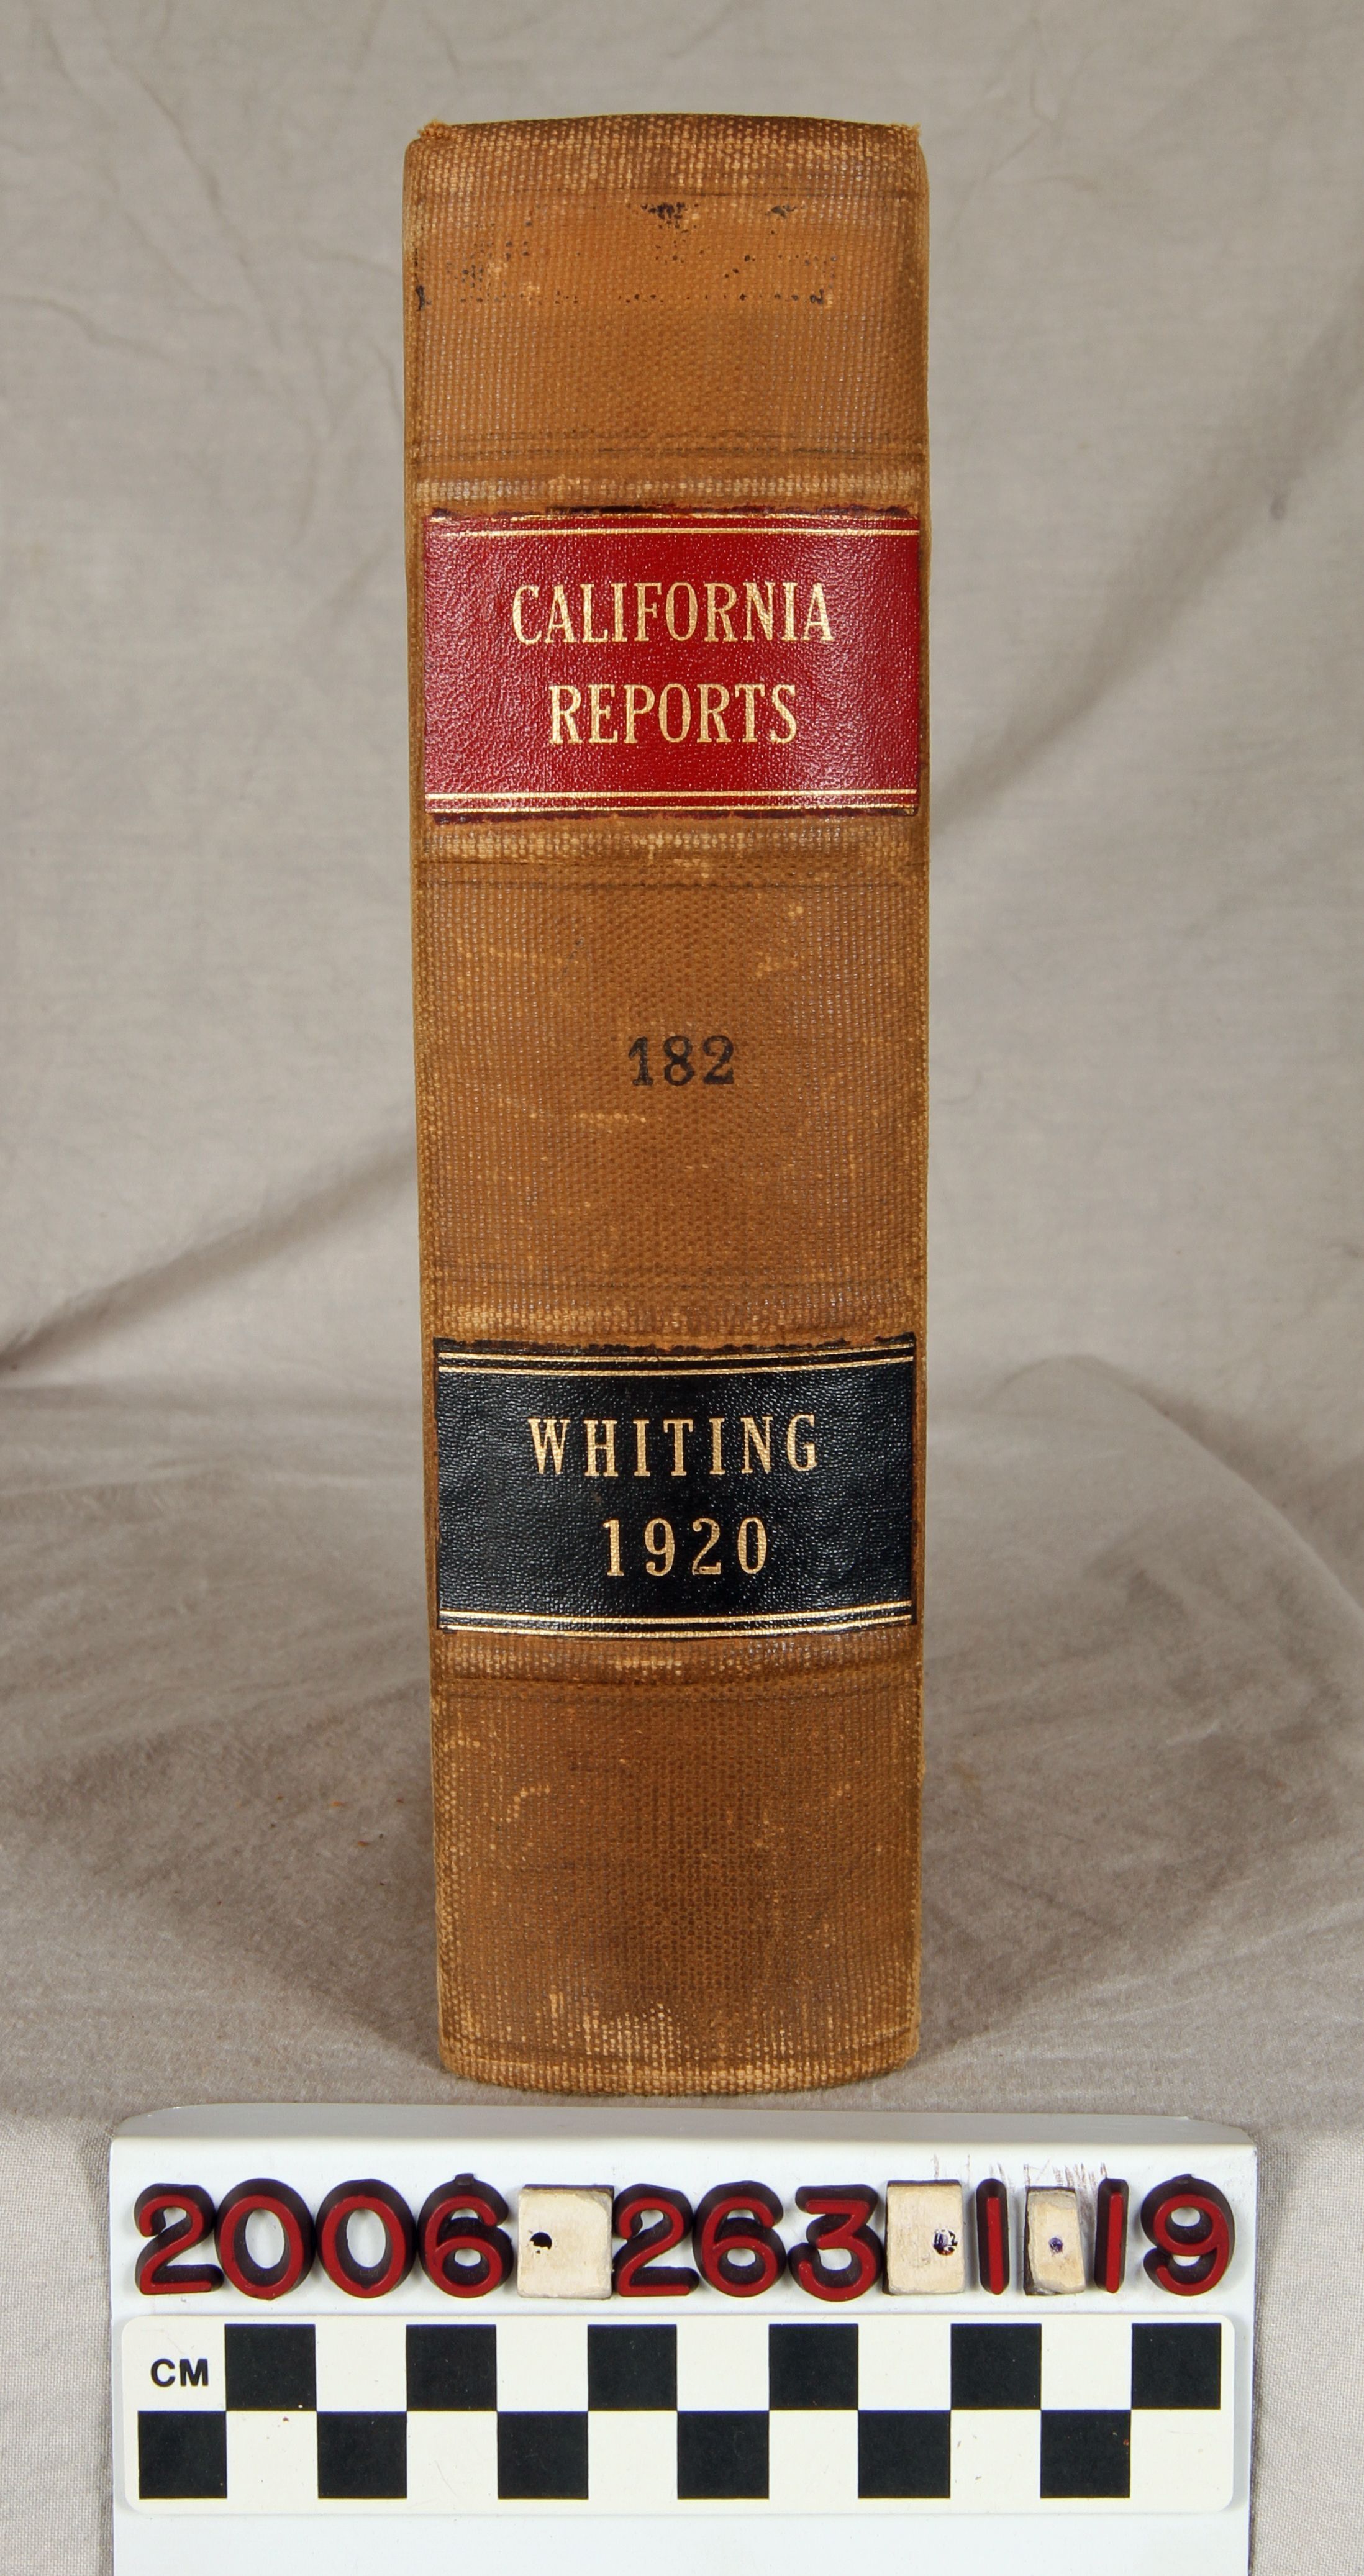 CALIFORNIA
REPORTS
182
WHITING
1920
2006.263.1.19
CM